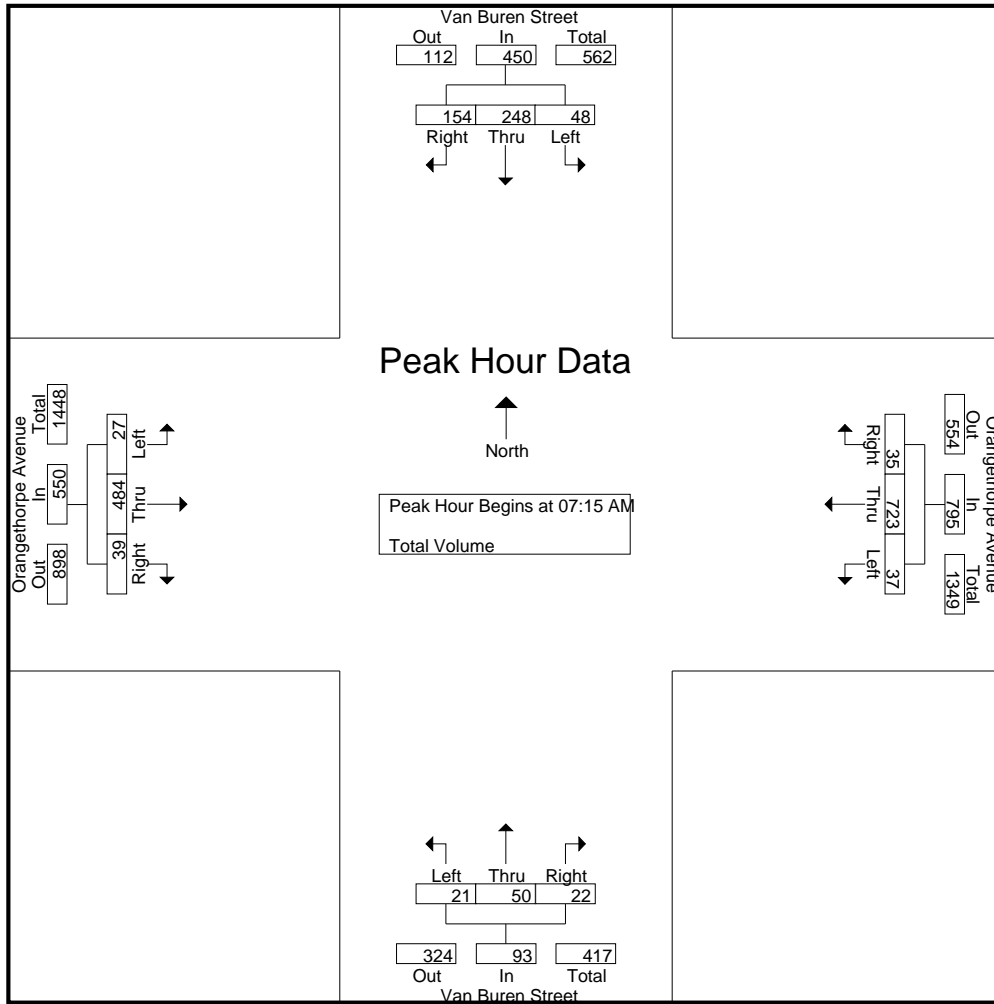 Van Buren Street
Out In Total
112 450 562
154 248 48
Right Thru Left
Peak Hour Data
North
Peak Hour Begins at 07:15 AM
Total Volume
Orangethorpe Avenue
Out In Total
898 550 1448
39 484 27
Right Thru Left
Orangethorpe Avenue
Out In Total
554 795 1349
35 723 37
Right Thru Left
Left Thru Right
21 50 22
324 93 417
Out In Total
Van Buren Street